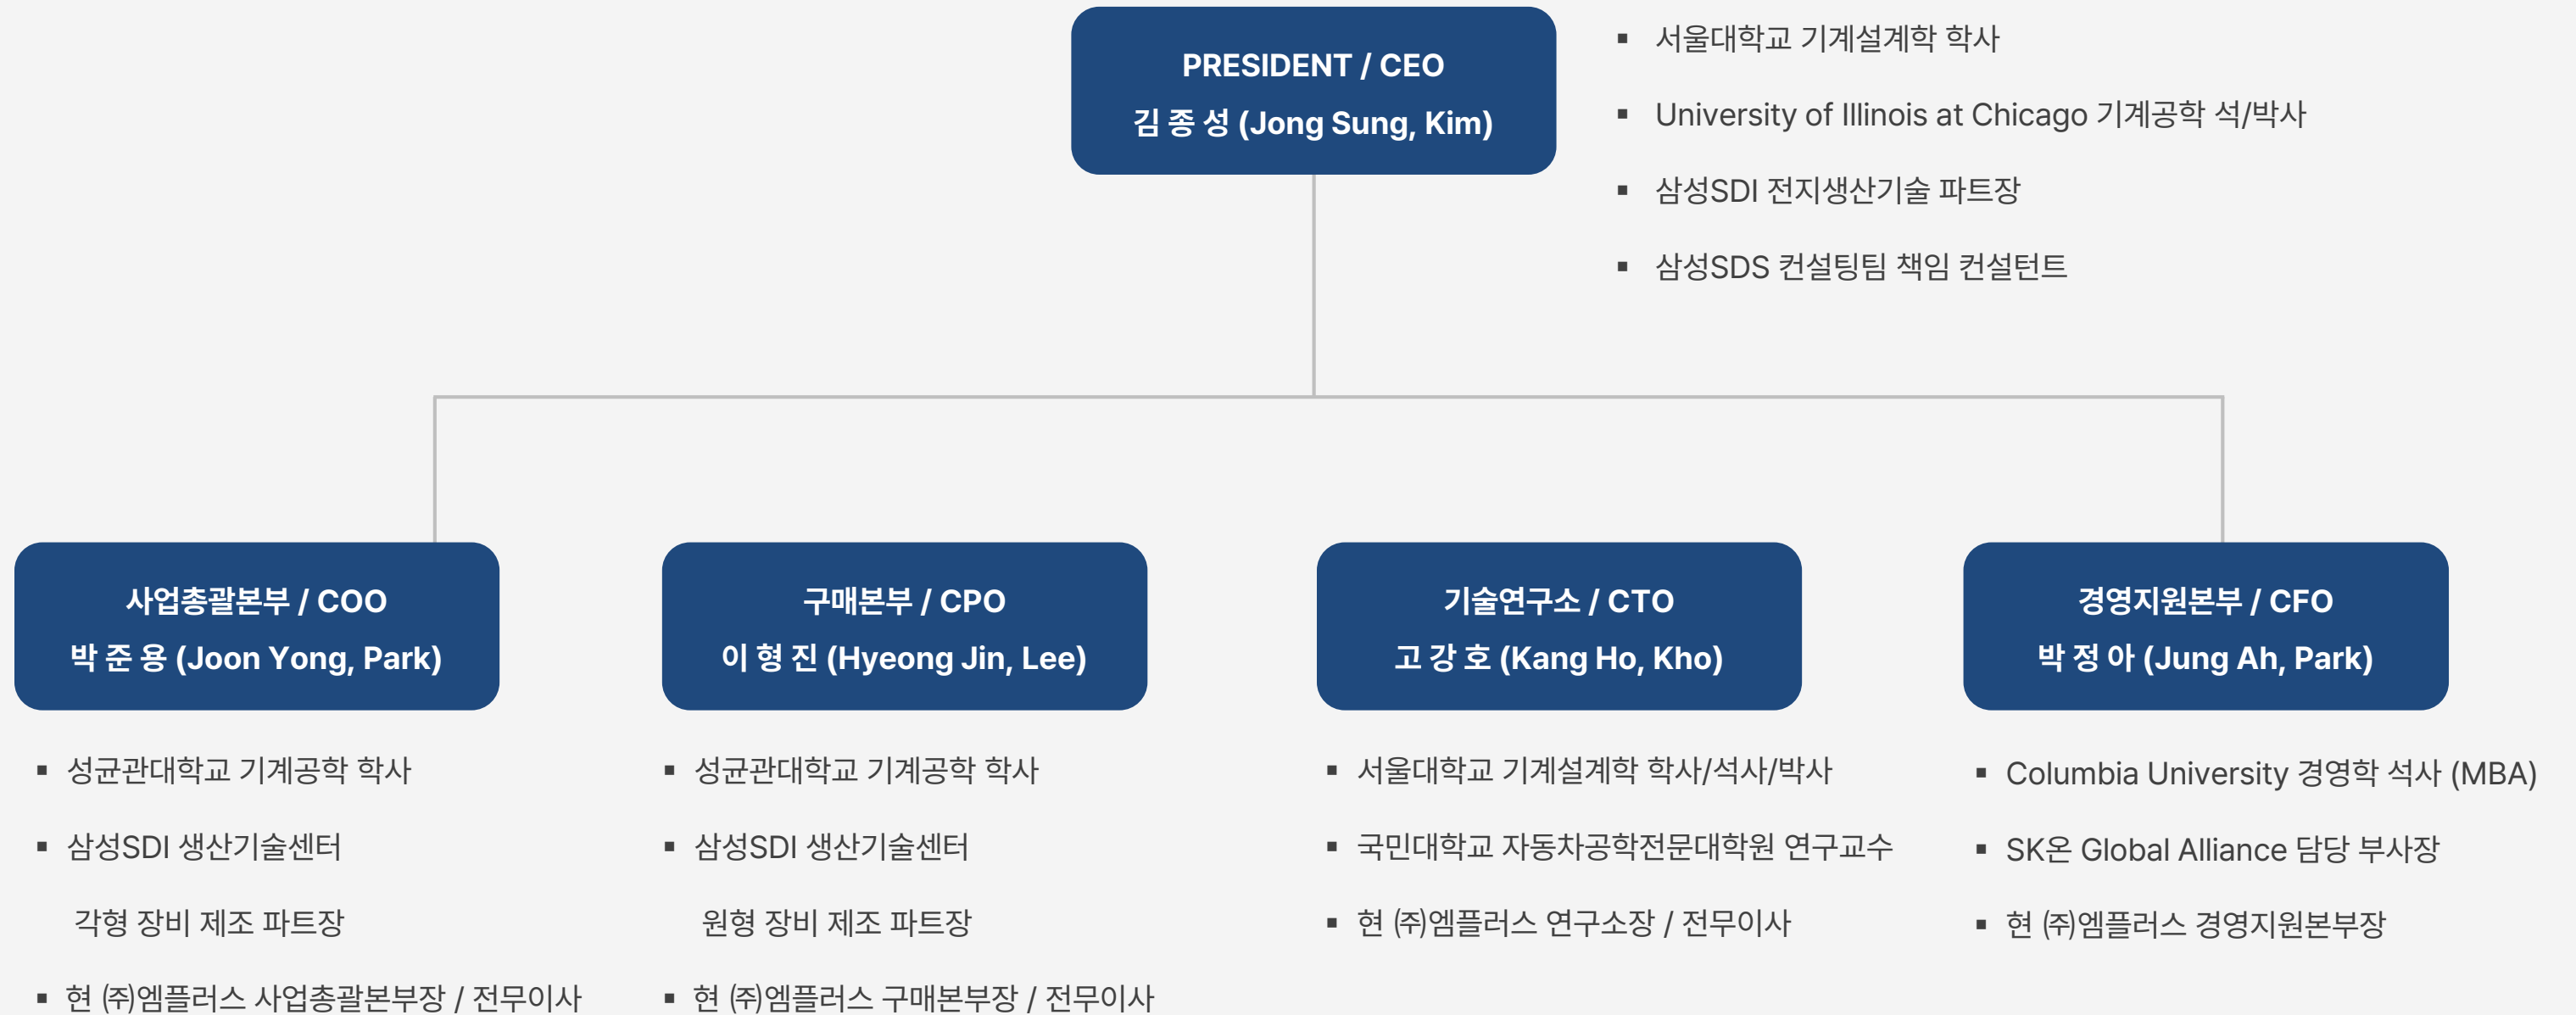 PRESIDENT / CEO
김 종 성 (Jong Sung, Kim)
▪ 서울대학교 기계설계학 학사
▪ University of Illinois at Chicago 기계공학 석/박사
▪ 삼성SDI 전지생산기술 파트장
▪ 삼성SDS 컨설팅팀 책임 컨설턴트
사업총괄본부 / COO
박 준 용 (Joon Yong, Park)
▪ 성균관대학교 기계공학 학사
▪ 삼성SDI 생산기술센터
각형 장비 제조 파트장
▪ 현 ㈜엠플러스 사업총괄본부장 / 전무이사
구매본부 / CPO
이 형 진 (Hyeong Jin, Lee)
▪ 성균관대학교 기계공학 학사
▪ 삼성SDI 생산기술센터
원형 장비 제조 파트장
▪ 현 ㈜엠플러스 구매본부장 / 전무이사
기술연구소 / CTO
고 강 호 (Kang Ho, Kho)
▪ 서울대학교 기계설계학 학사/석사/박사
▪ 국민대학교 자동차공학전문대학원 연구교수
▪ 현 ㈜엠플러스 연구소장 / 전무이사
경영지원본부 / CFO
박 정 아 (Jung Ah, Park)
▪ Columbia University 경영학 석사 (MBA)
▪ SK온 Global Alliance 담당 부사장
▪ 현 ㈜엠플러스 경영지원본부장